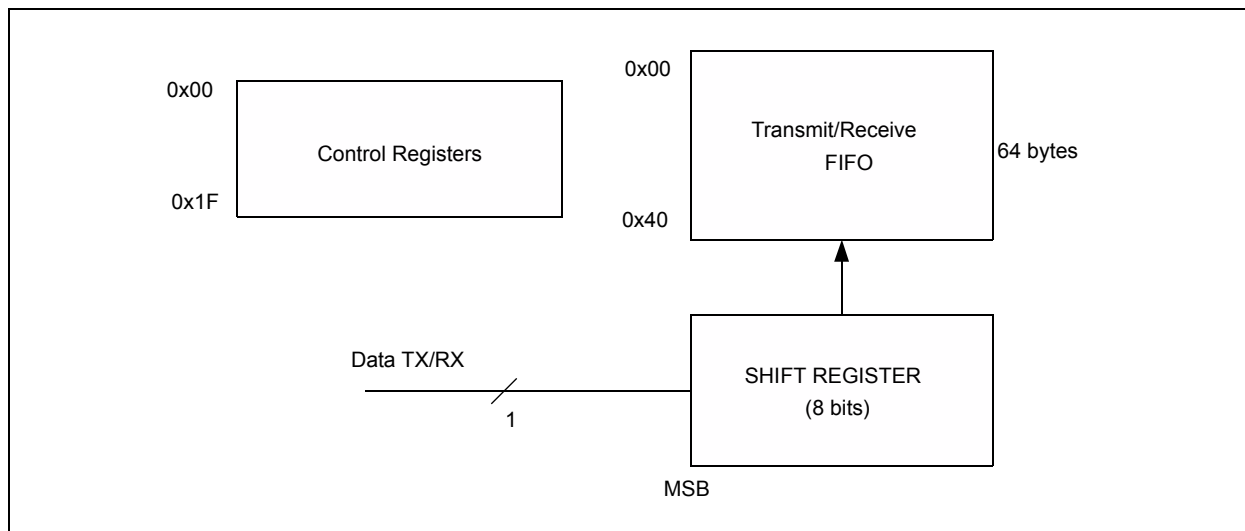 0x00
Control Registers
0x1F
0x00
Transmit/Receive
FIFO
64 bytes
0x40
Data TX/RX
1
SHIFT REGISTER
(8 bits)
MSB